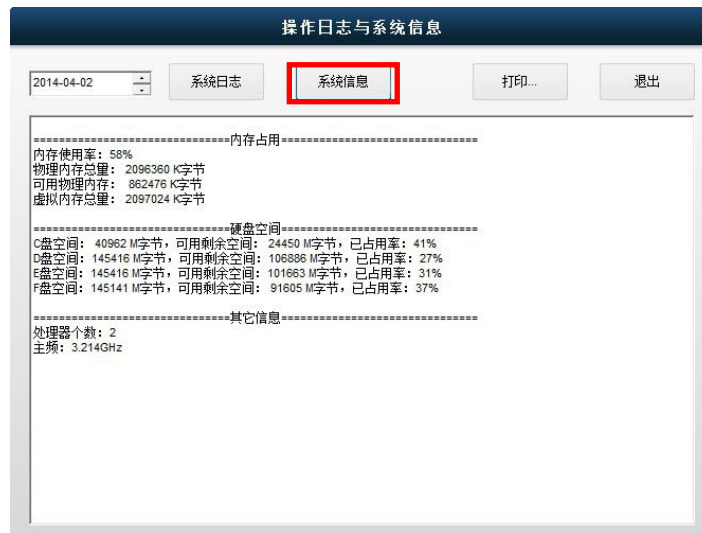 操作日志与系统信息
2014-04-02 系统日志 系统信息 打印... 退出
==============================内存占用==============================
内存使用率：58%
物理内存总量： 2096360 K字节
可用物理内存： 862476 K字节
虚拟内存总量： 2097024 K字节
==============================硬盘空间==============================
C盘空间： 40962 M字节，可用剩余空间： 24450 M字节，已占用率： 41%
D盘空间：145416 M字节，可用剩余空间：106886 M字节，已占用率： 27%
E盘空间：145416 M字节，可用剩余空间：101663 M字节，已占用率： 31%
F盘空间：145141 M字节，可用剩余空间： 91605 M字节，已占用率： 37%
==============================其它信息==============================
处理器个数：2
主频：3.214GHz